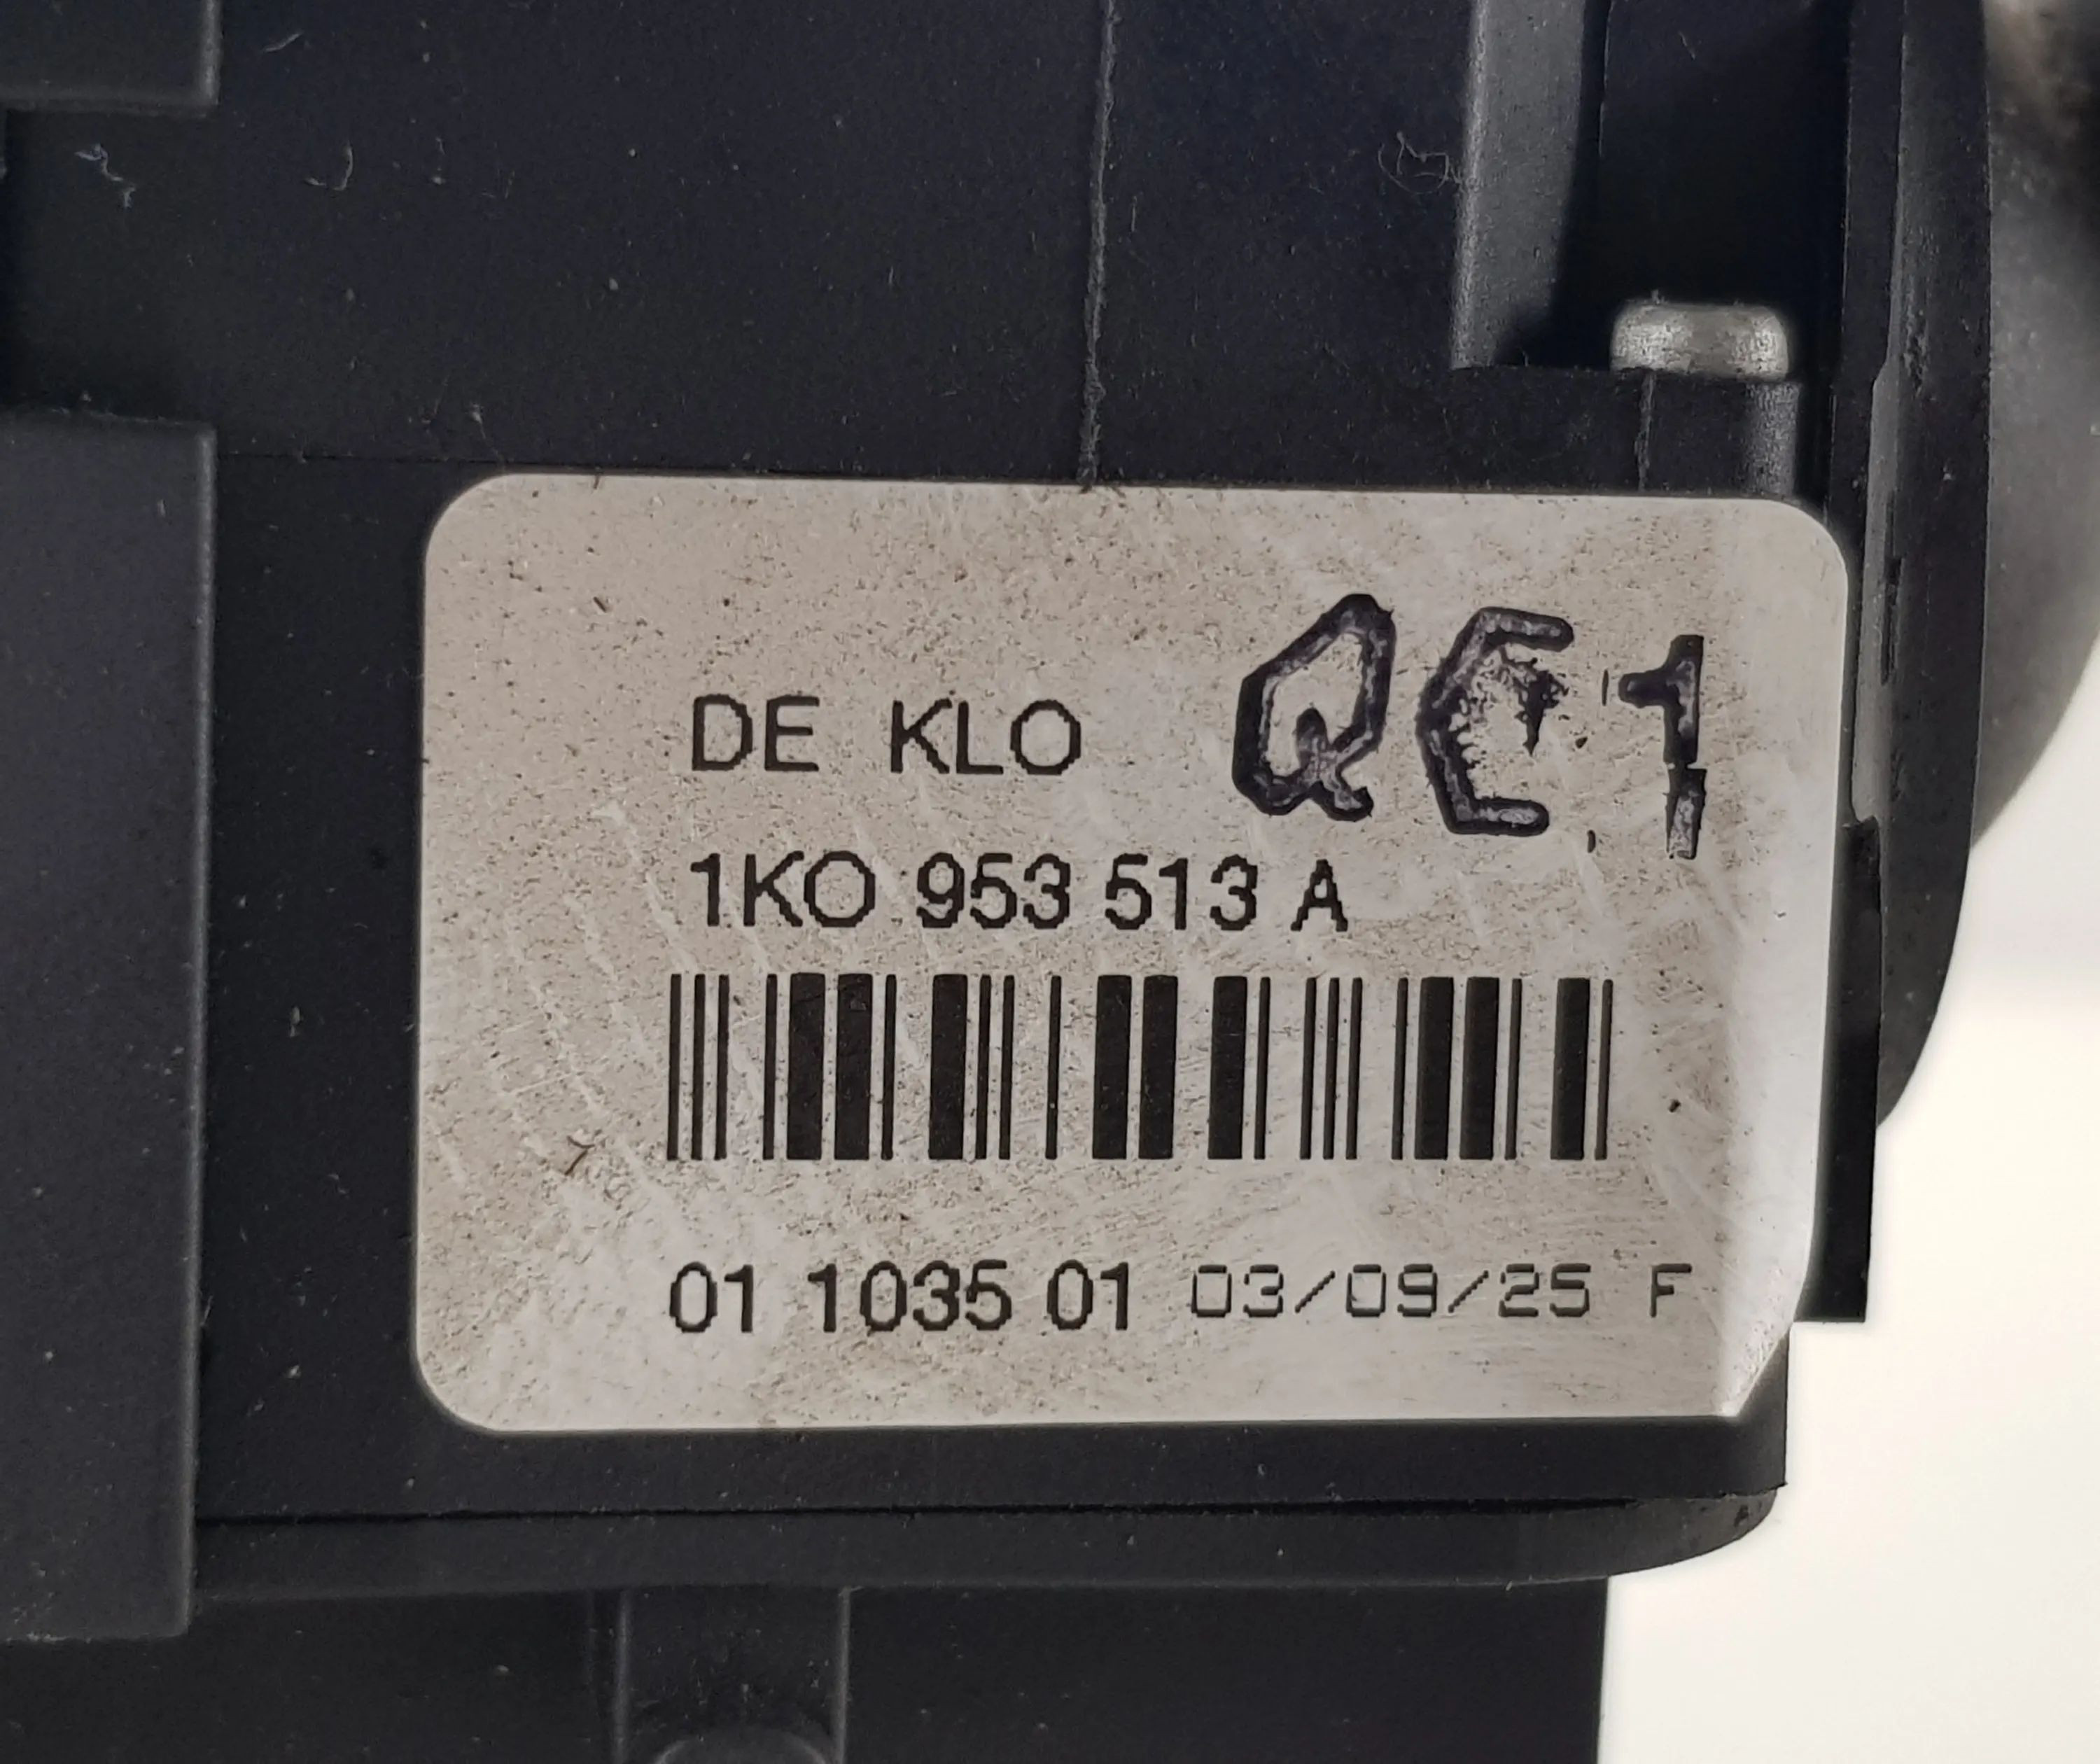 DE KLO QE1
1KO 953 513 A
01 1035 01 03/09/25 F